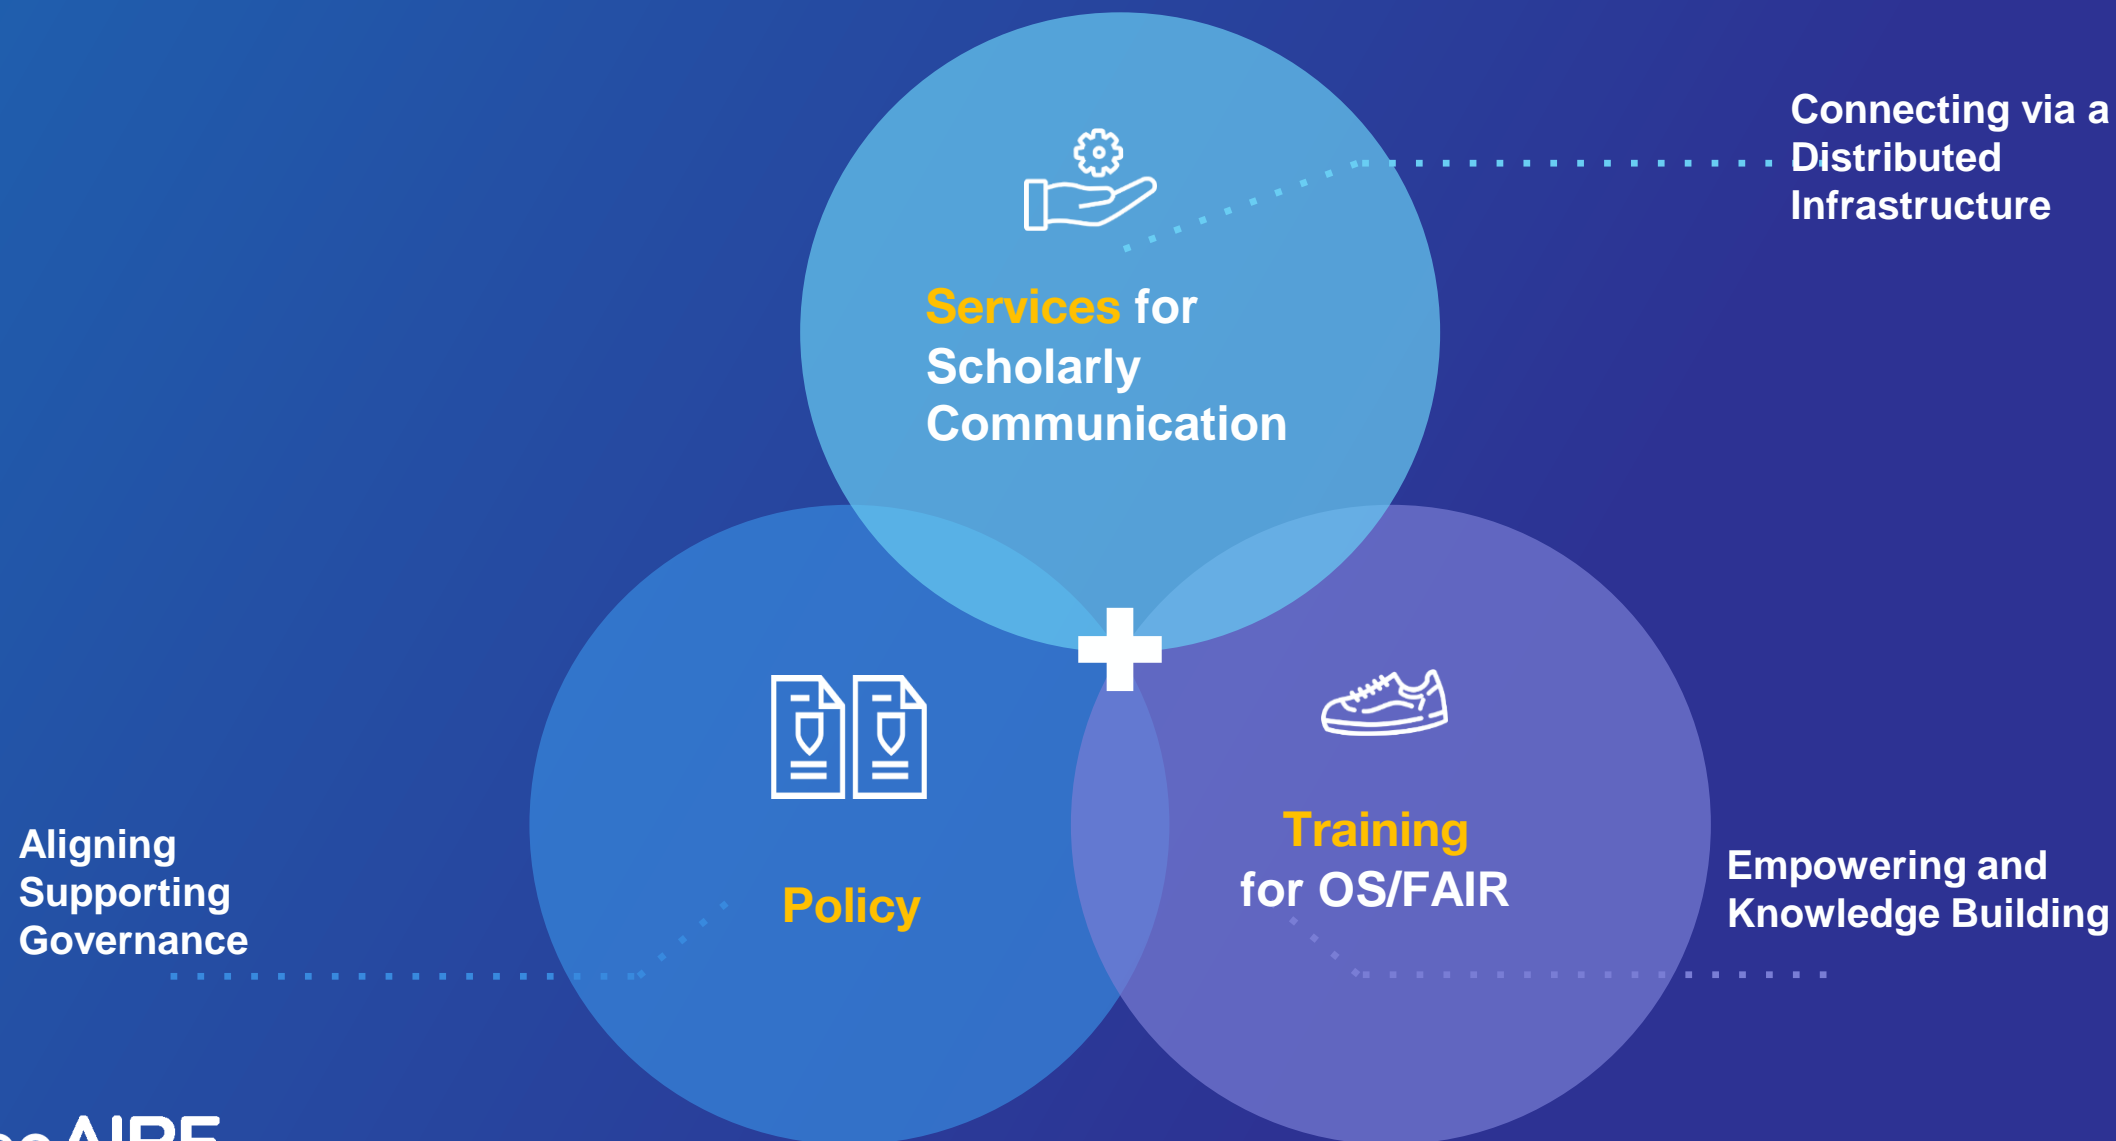 Connecting via a
Distributed
Infrastructure
Services for
Scholarly
Communication
Aligning
Supporting
Governance
Policy
Training
for OS/FAIR
Empowering and
Knowledge Building